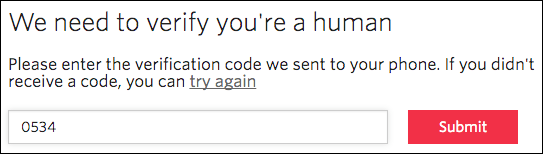 We need to verify you're a human
Please enter the verification code we sent to your phone. If you didn't
receive a code, you can try again
0534
Submit